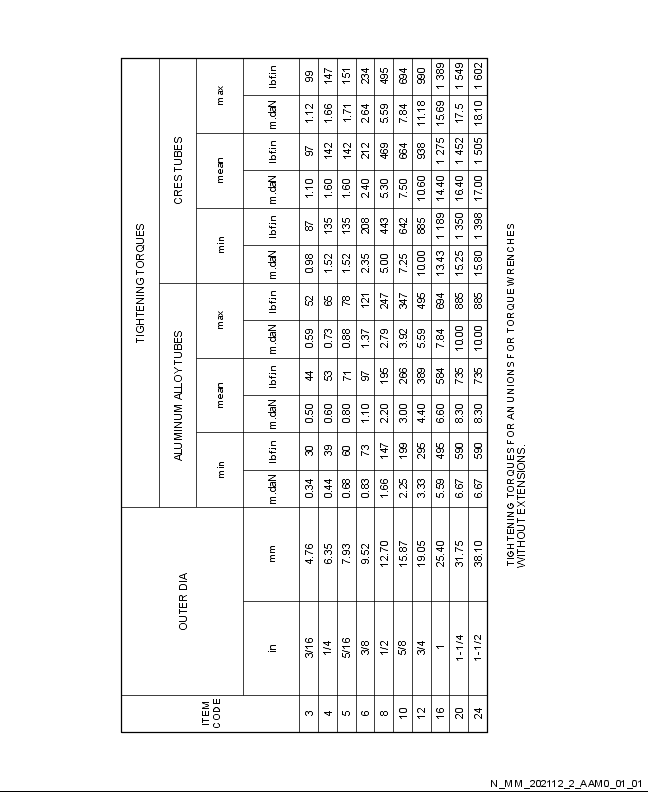 TIGHTENING TORQUES
OUTER DIA ALUMINUM ALLOY TUBES CRES TUBES
ITEM CODE min mean max min mean max
in mm m.daN lbf.in m.daN lbf.in m.daN lbf.in m.daN lbf.in m.daN lbf.in m.daN lbf.in
3 3/16 4.76 0.34 30 0.50 44 0.59 52 0.98 87 1.10 97 1.12 99
4 1/4 6.35 0.44 39 0.60 53 0.73 65 1.52 135 1.60 142 1.66 147
5 5/16 7.93 0.68 60 0.80 71 0.88 78 1.52 135 1.60 142 1.71 151
6 3/8 9.52 0.83 73 1.10 97 1.37 121 2.35 208 2.40 212 2.64 234
8 1/2 12.70 1.66 147 2.20 195 2.79 247 5.00 443 5.30 469 5.59 495
10 5/8 15.87 2.25 199 3.00 266 3.92 347 7.25 642 7.50 664 7.84 694
12 3/4 19.05 3.33 295 4.40 389 5.59 495 10.00 885 10.60 938 11.18 990
16 1 25.40 5.59 495 6.60 584 7.84 694 13.43 1 189 14.40 1 275 15.69 1 389
20 1-1/4 31.75 6.67 590 8.30 735 10.00 885 15.25 1 350 16.40 1 452 17.5 1 549
24 1-1/2 38.10 6.67 590 8.30 735 10.00 885 15.80 1 398 17.00 1 505 18.10 1 602
TIGHTENING TORQUES FOR AN UNIONS FOR TORQUE WRENCHES
WITHOUT EXTENSIONS.
N_MM_202112_2_AAM0_01_01